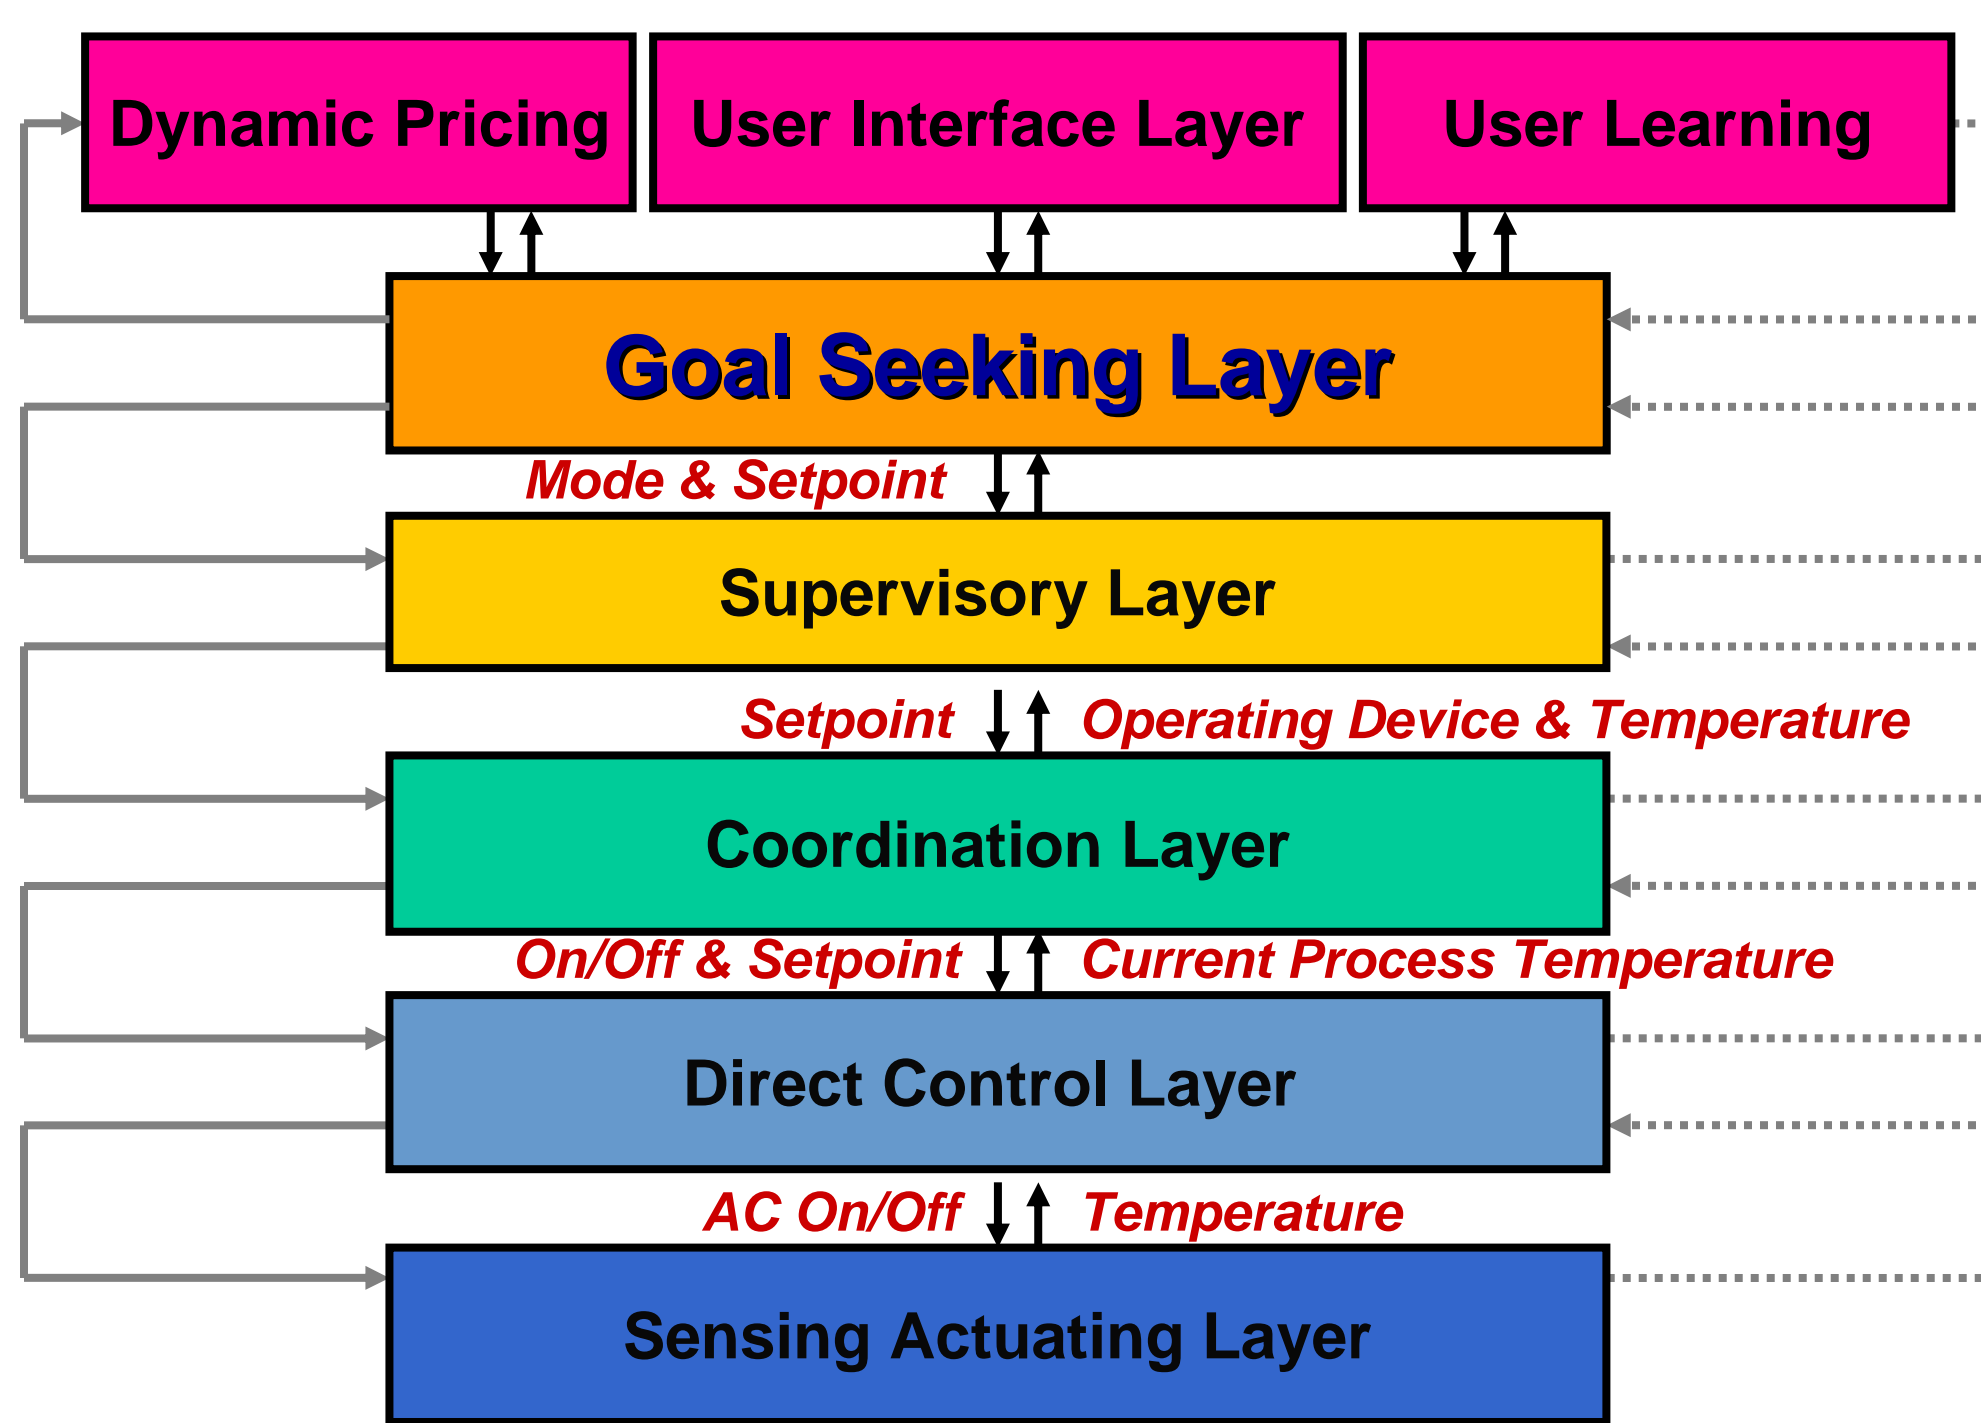 Dynamic Pricing
User Interface Layer
User Learning
Goal Seeking Layer
Mode & Setpoint
Supervisory Layer
Setpoint
Operating Device & Temperature
Coordination Layer
On/Off & Setpoint
Current Process Temperature
Direct Control Layer
AC On/Off
Temperature
Sensing Actuating Layer